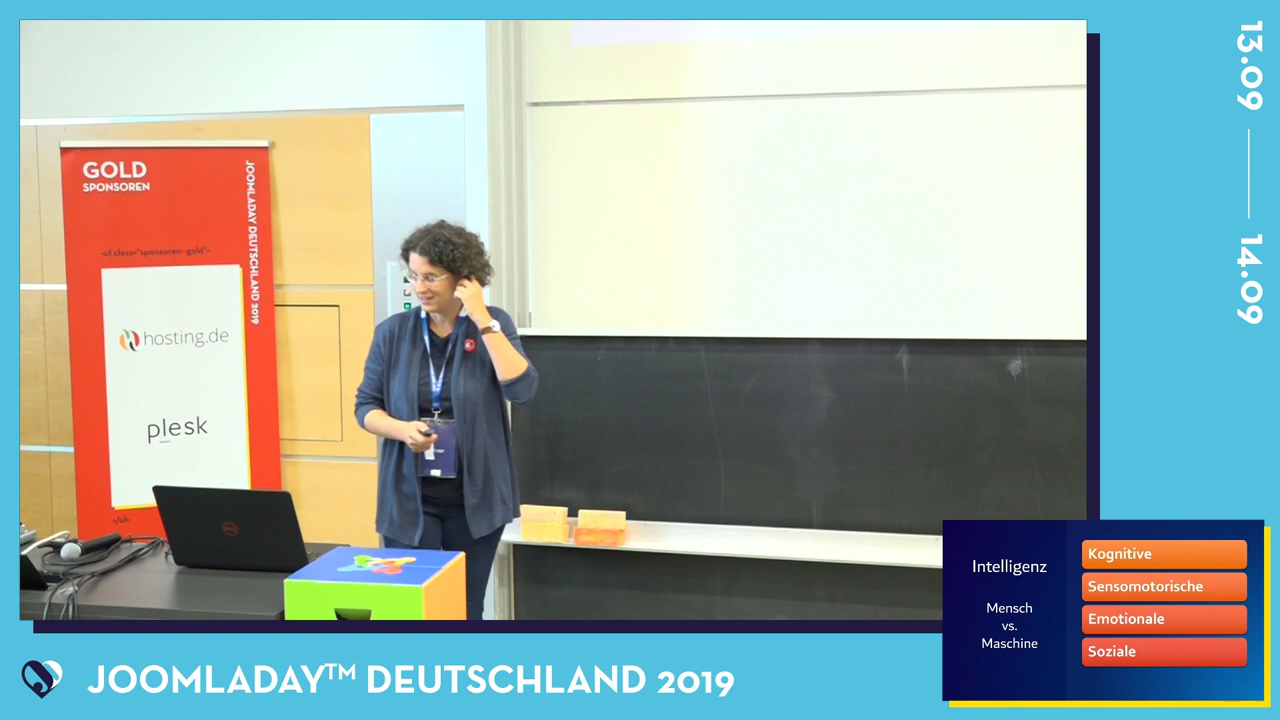 GOLD
SPONSOREN
JOOMLADAY DEUTSCHLAND 2019
<ul class="sponsoren-gold">
hosting.de
plesk
</ul>
DELL
13.09
14.09
Intelligenz
Mensch
vs.
Maschine
Kognitive
Sensomotorische
Emotionale
Soziale
JOOMLADAY™ DEUTSCHLAND 2019